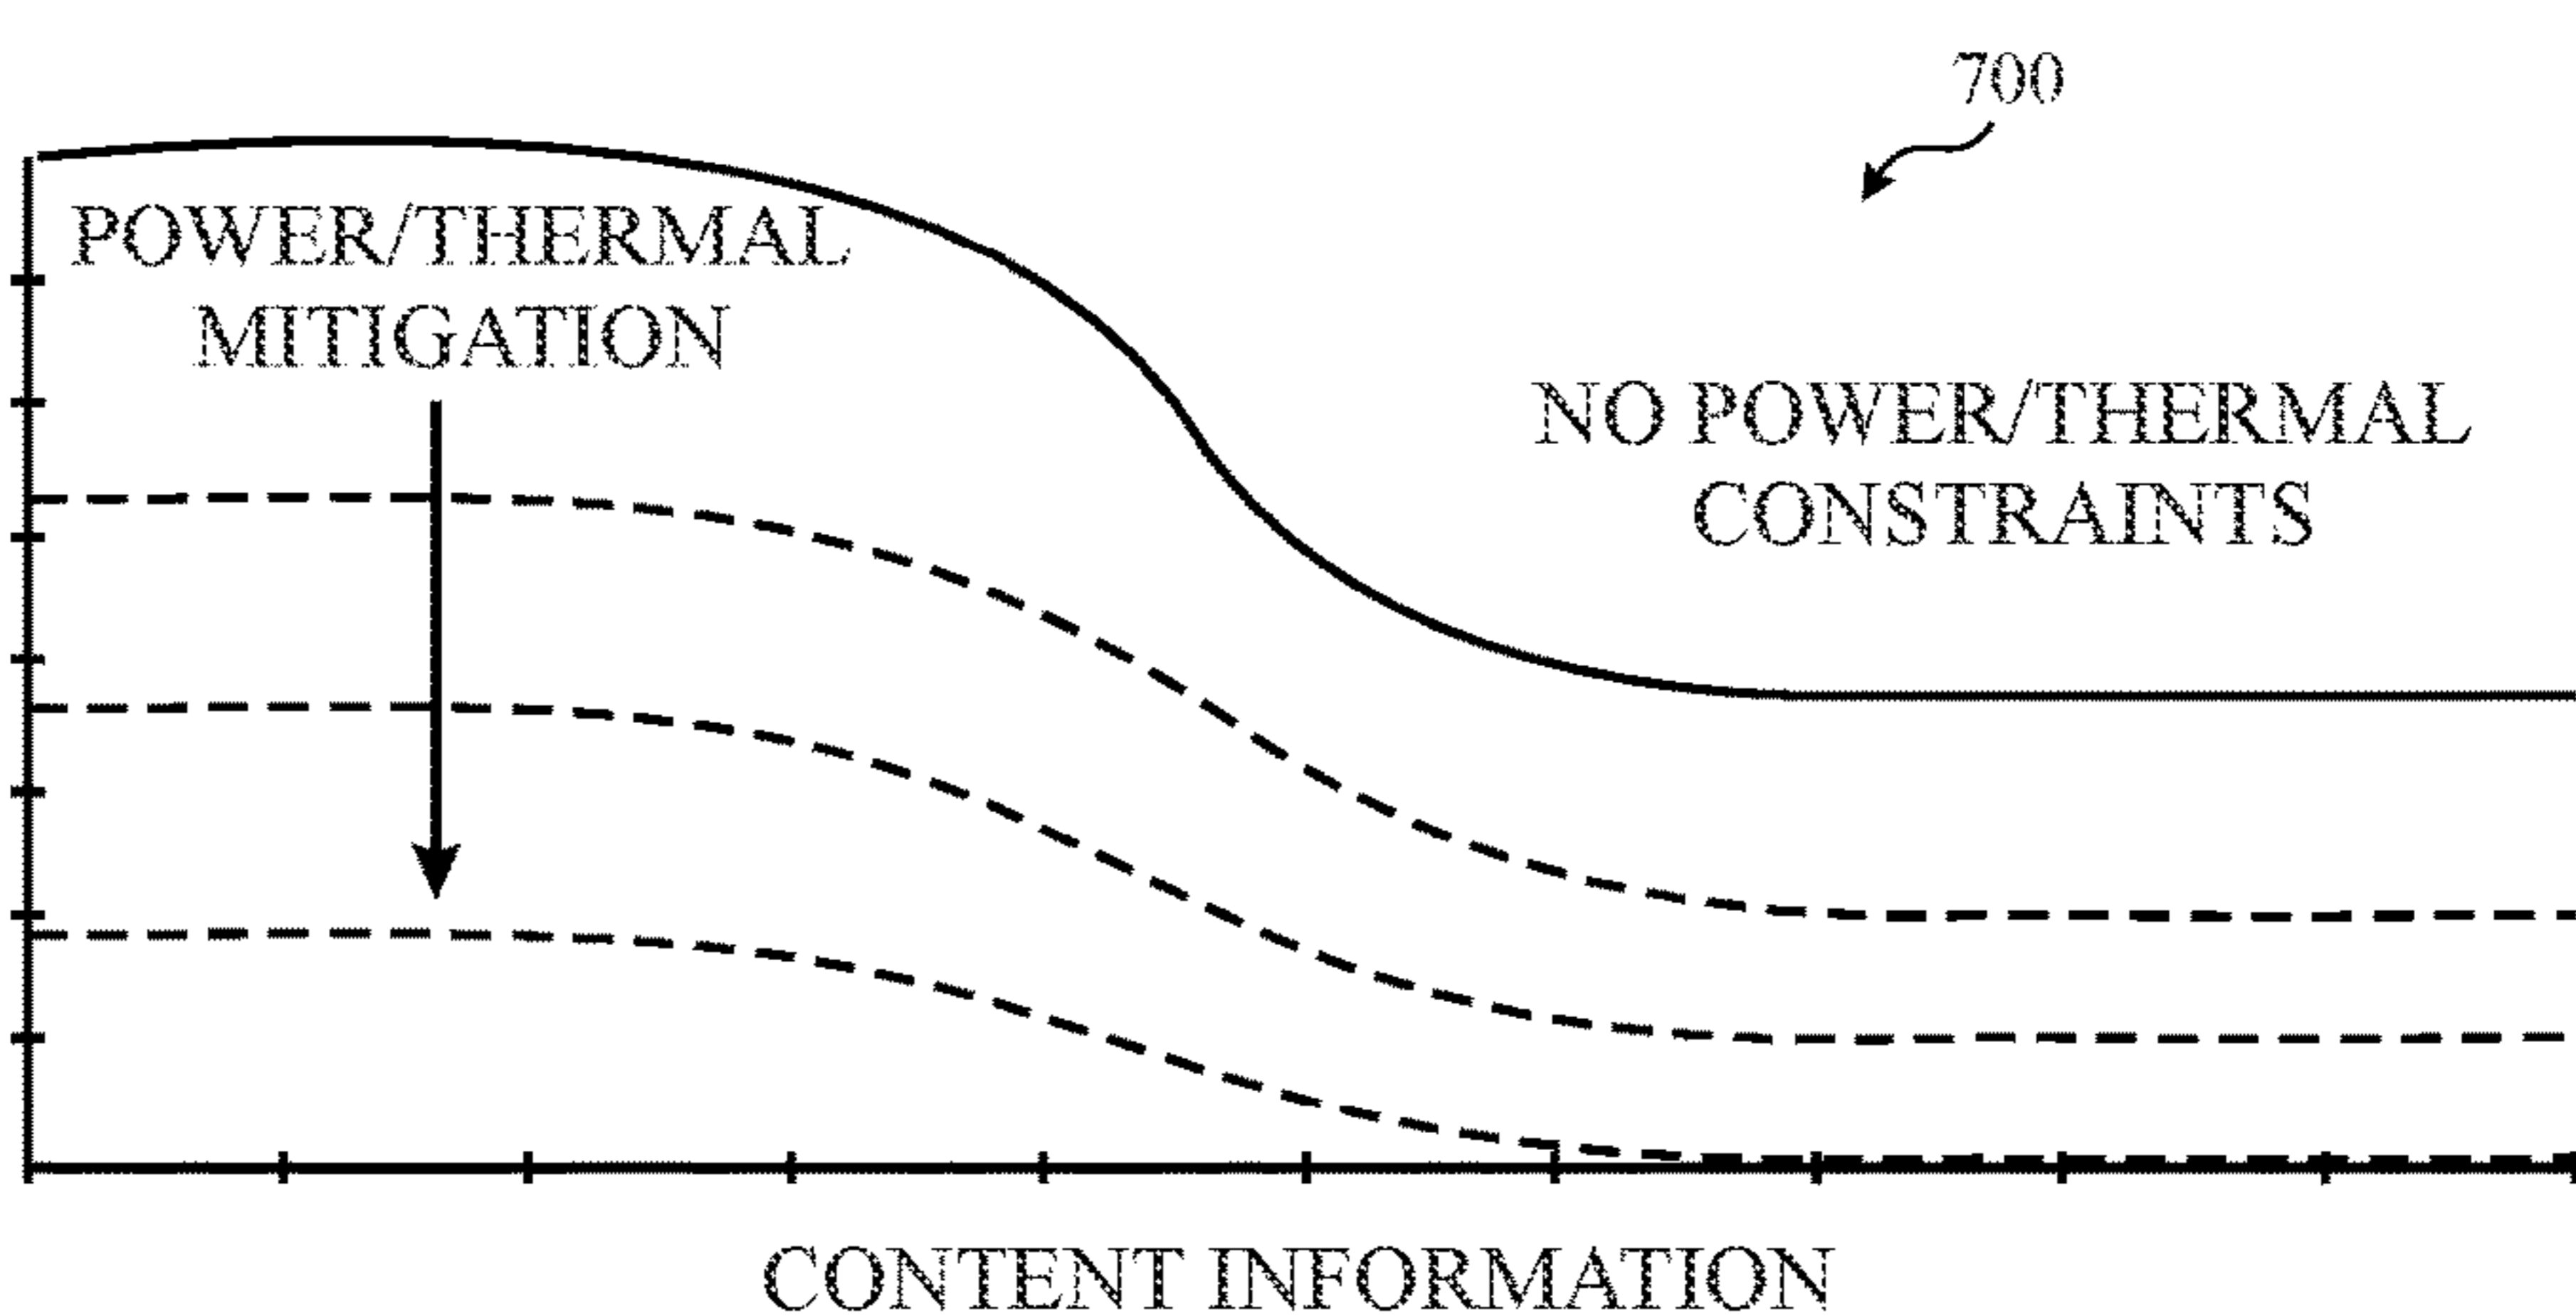 700
POWER/THERMAL
MITIGATION
NO POWER/THERMAL
CONSTRAINTS
CONTENT INFORMATION